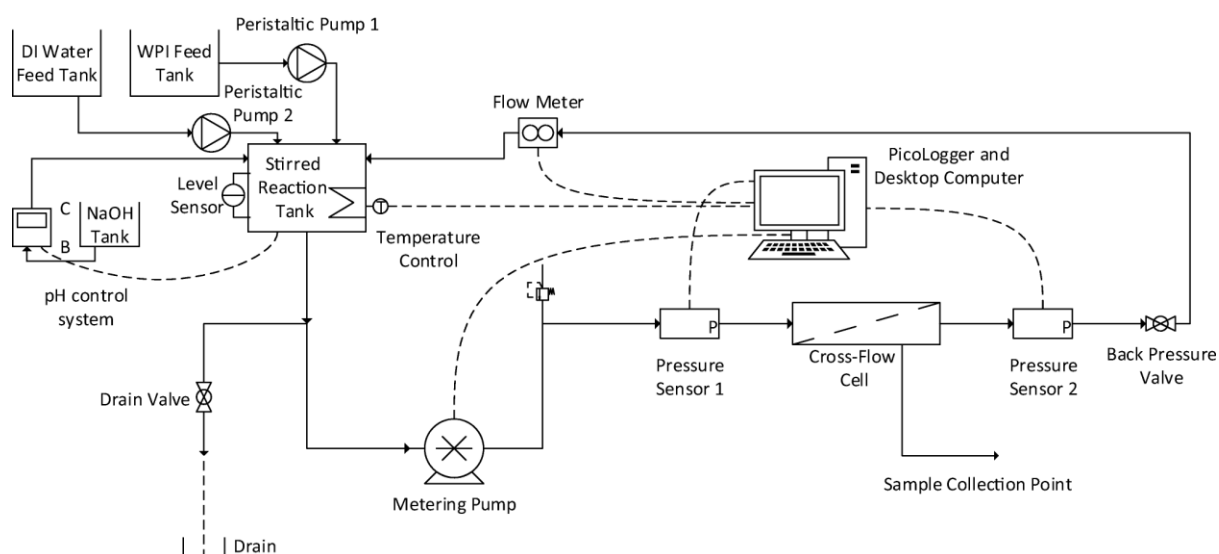 Peristaltic Pump 1
DI Water
Feed Tank
WPI Feed
Tank
Peristaltic
Pump 2
Flow Meter
PicoLogger and
Desktop Computer
Stirred
Reaction
Tank
Level
Sensor
T
C
B
NaOH
Tank
Temperature
Control
pH control
system
P
P
Pressure
Sensor 1
Cross-Flow
Cell
Pressure
Sensor 2
Back Pressure
Valve
Drain Valve
Metering Pump
Sample Collection Point
Drain